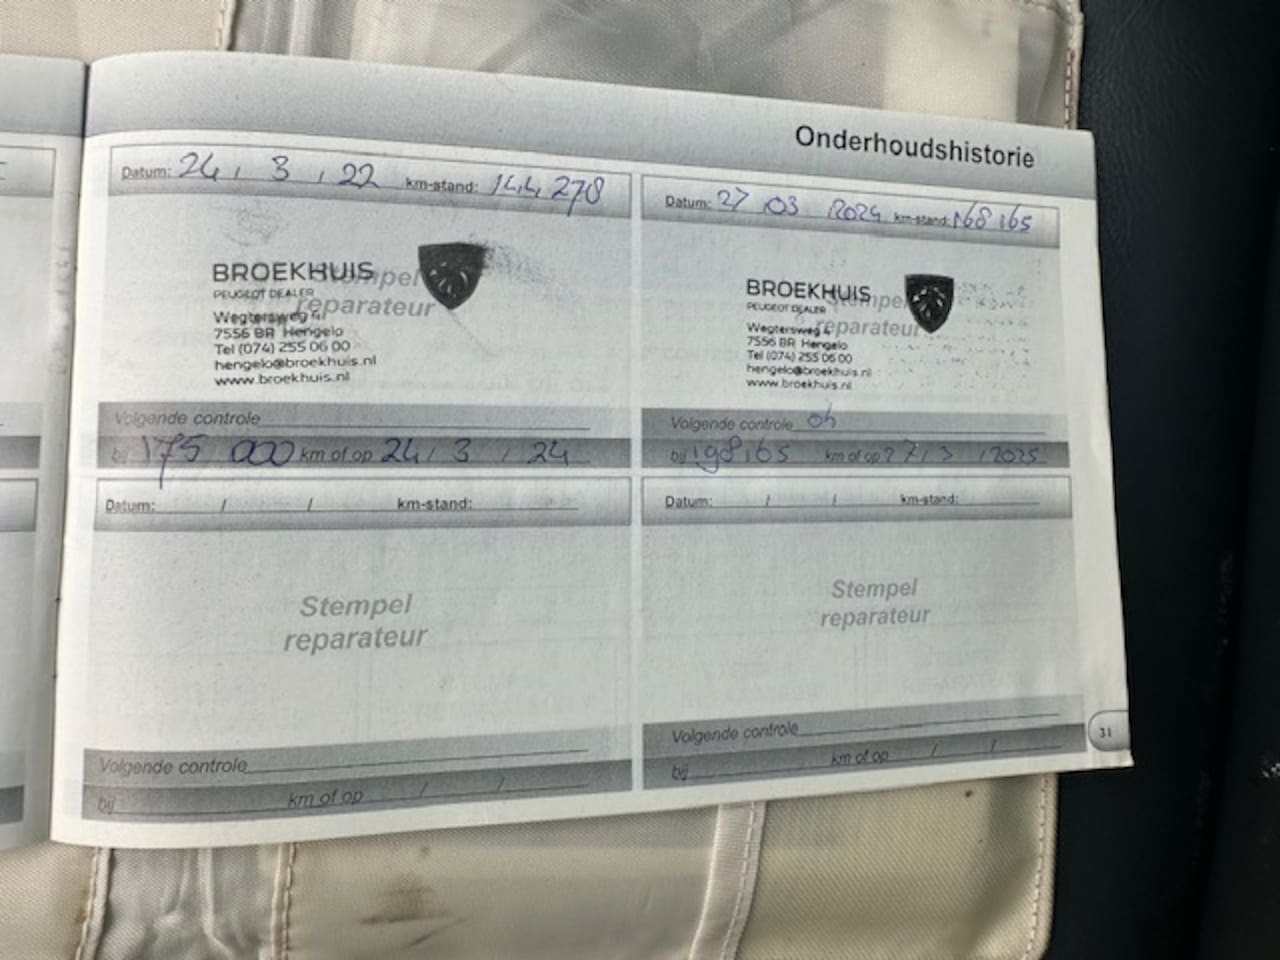 Onderhoudshistorie
Datum: 24 / 3 / 22 km-stand: 144 278
Stempel
reparateur
BROEKHUIS
PEUGEOT DEALER
Wegtersweg 4
7556 BR Hengelo
Tel (074) 255 06 00
hengelo@broekhuis.nl
www.broekhuis.nl
Volgende controle
bij 175 000 km of op 24 / 3 / 24
Datum: 27 / 03 / 2024 km-stand: 168 165
Stempel
reparateur
BROEKHUIS
PEUGEOT DEALER
Wegtersweg 4
7556 BR Hengelo
Tel (074) 255 06 00
hengelo@broekhuis.nl
www.broekhuis.nl
Volgende controle
bij 198.165 km of op 27 / 3 / 2025
Datum: / / km-stand:
Stempel
reparateur
Volgende controle
bij km of op / /
Datum: / / km-stand:
Stempel
reparateur
Volgende controle
bij km of op / /
31